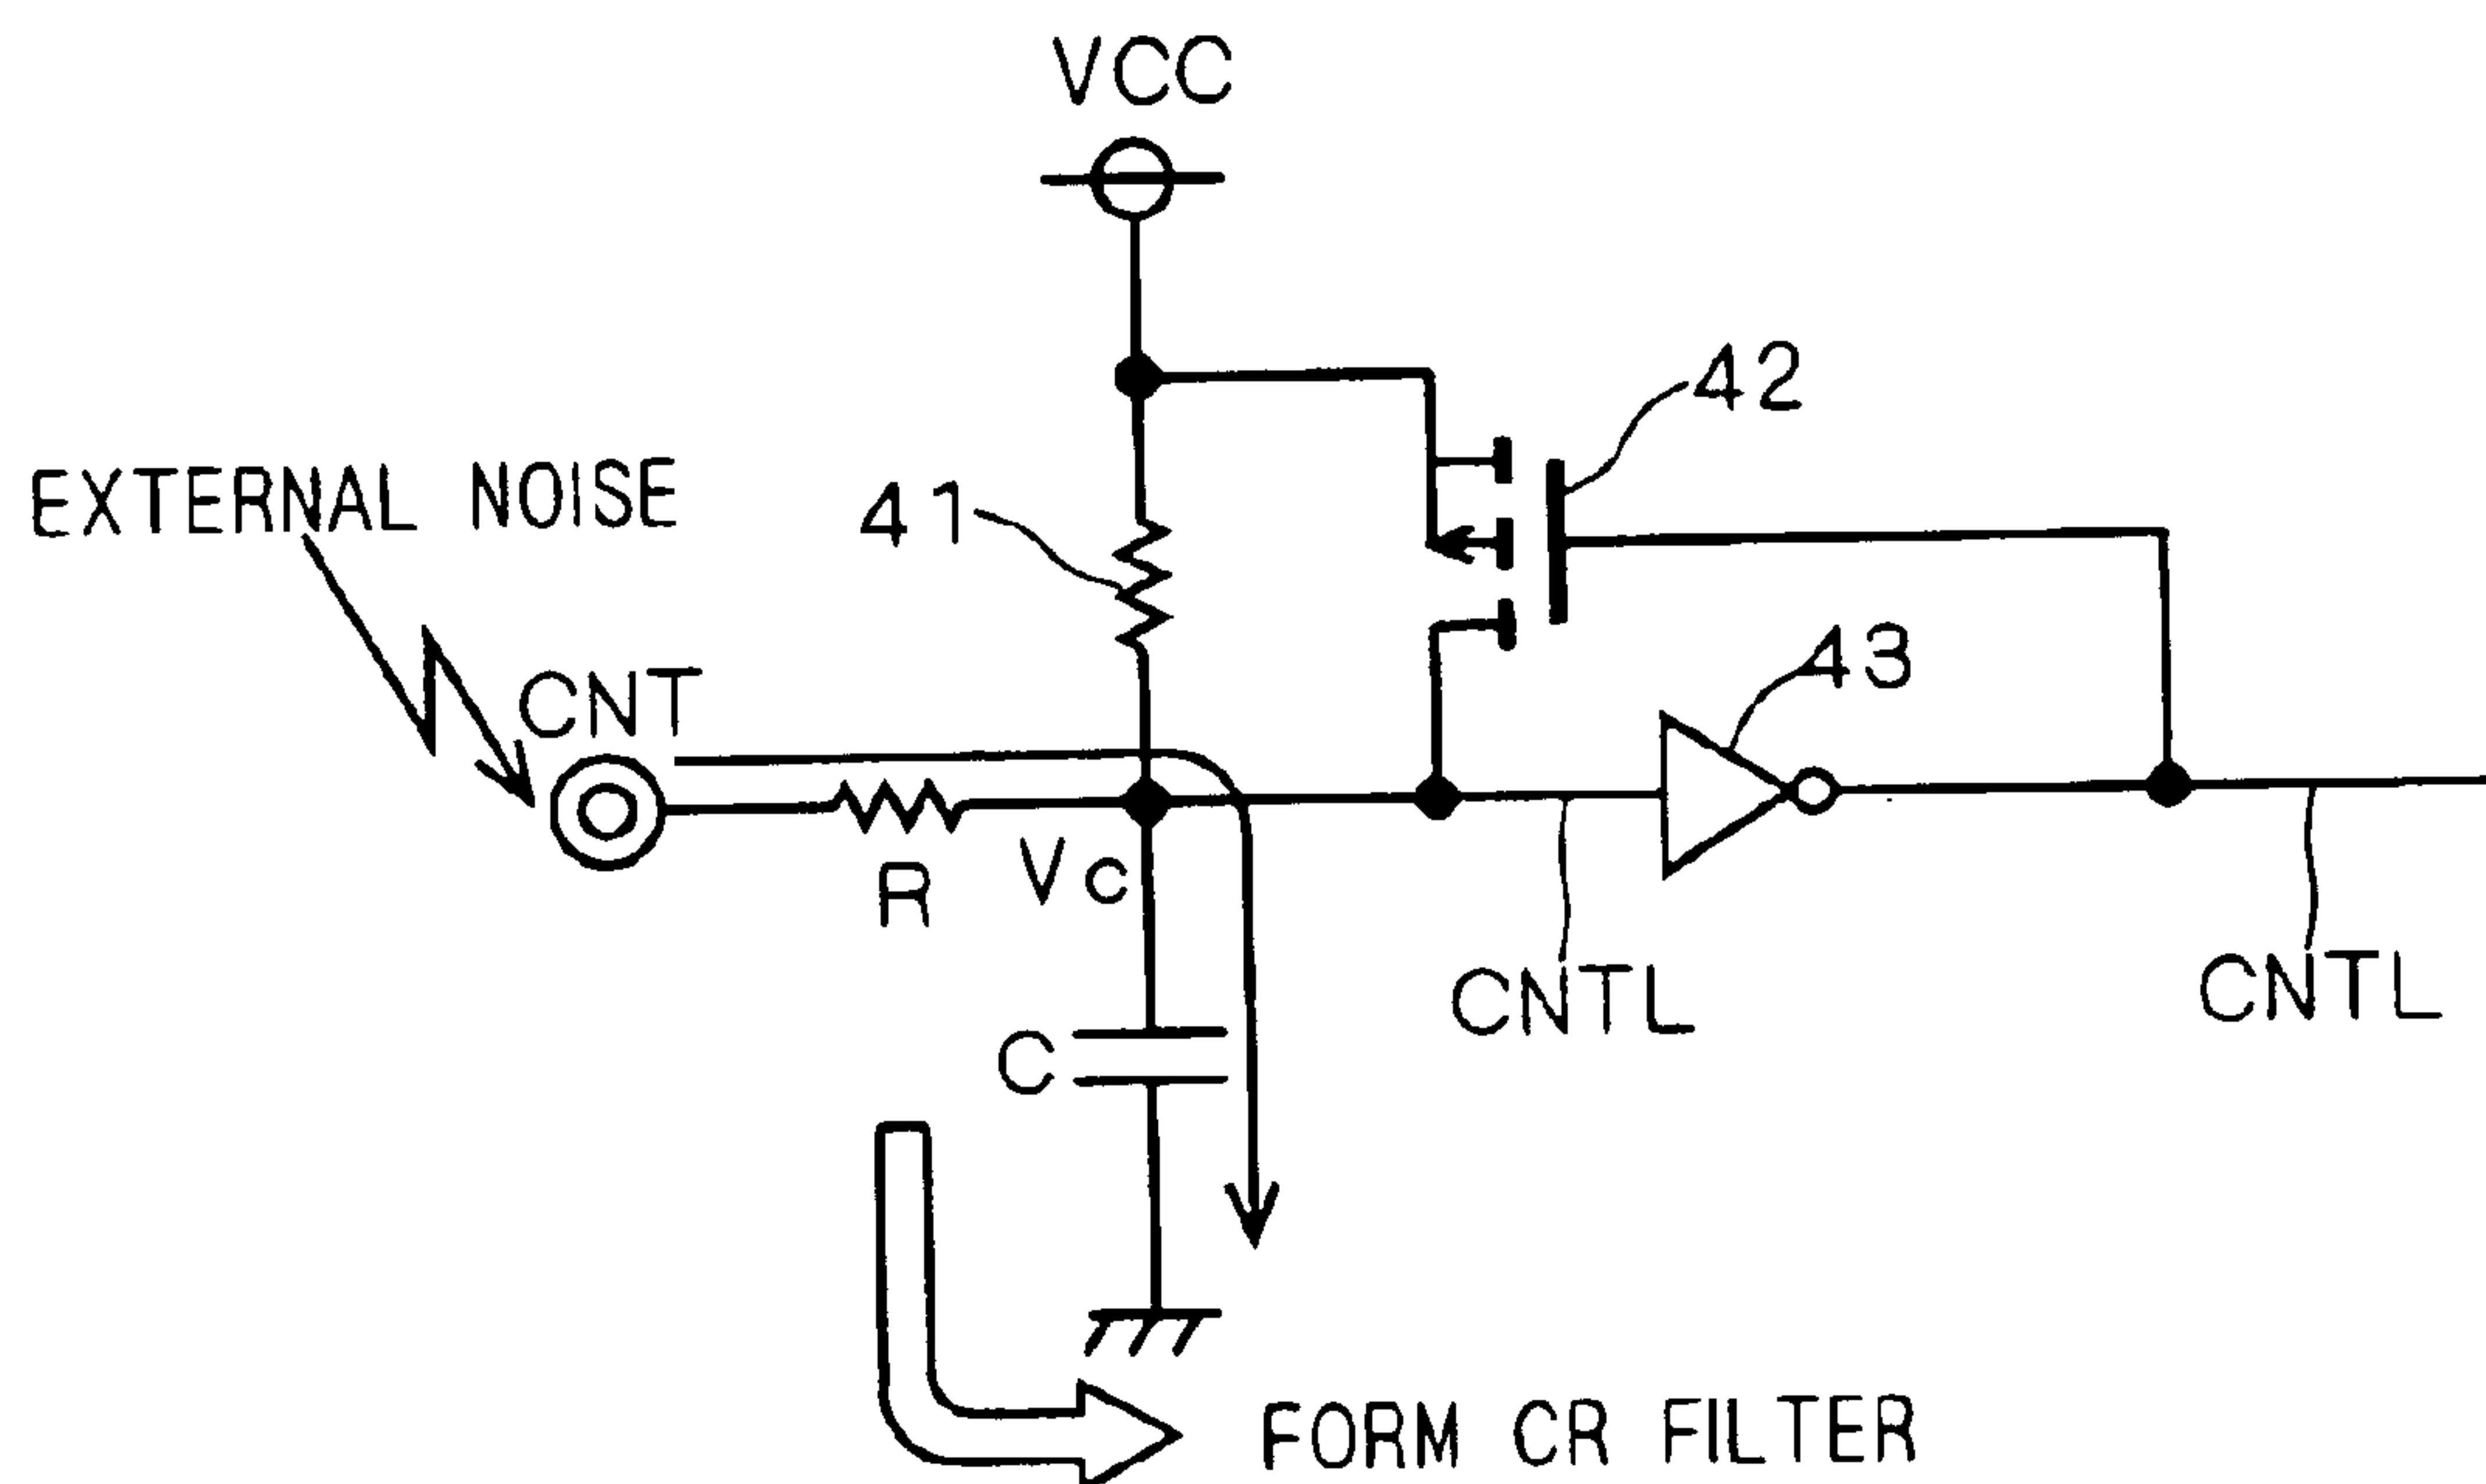 VCC
42
EXTERNAL NOISE
41
43
CNT
R
Vc
CNTL
CNTL
C
FORM CR FILTER